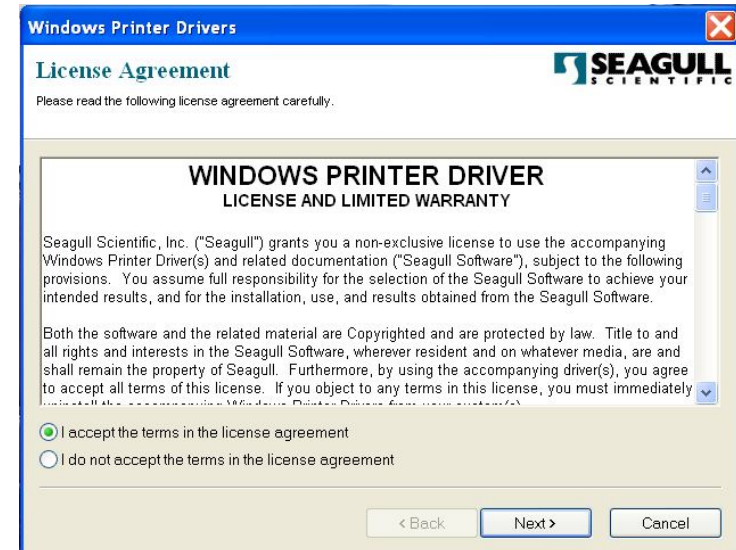 Windows Printer Drivers
License Agreement
SEAGULL
SCIENTIFIC
Please read the following license agreement carefully.
WINDOWS PRINTER DRIVER
LICENSE AND LIMITED WARRANTY
Seagull Scientific, Inc. ("Seagull") grants you a non-exclusive license to use the accompanying
Windows Printer Driver(s) and related documentation ("Seagull Software"), subject to the following
provisions. You assume full responsibility for the selection of the Seagull Software to achieve your
intended results, and for the installation, use, and results obtained from the Seagull Software.
Both the software and the related material are Copyrighted and are protected by law. Title to and
all rights and interests in the Seagull Software, wherever resident and on whatever media, are and
shall remain the property of Seagull. Furthermore, by using the accompanying driver(s), you agree
to accept all terms of this license. If you object to any terms in this license, you must immediately
I accept the terms in the license agreement
I do not accept the terms in the license agreement
< Back
Next >
Cancel